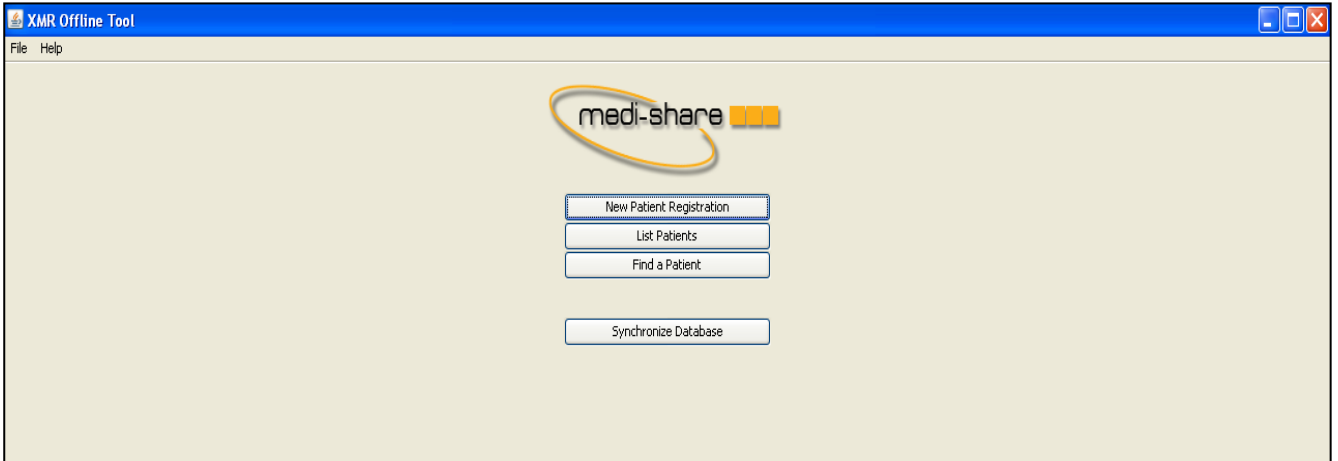 XMR Offline Tool
File Help
medi-share
New Patient Registration
List Patients
Find a Patient
Synchronize Database